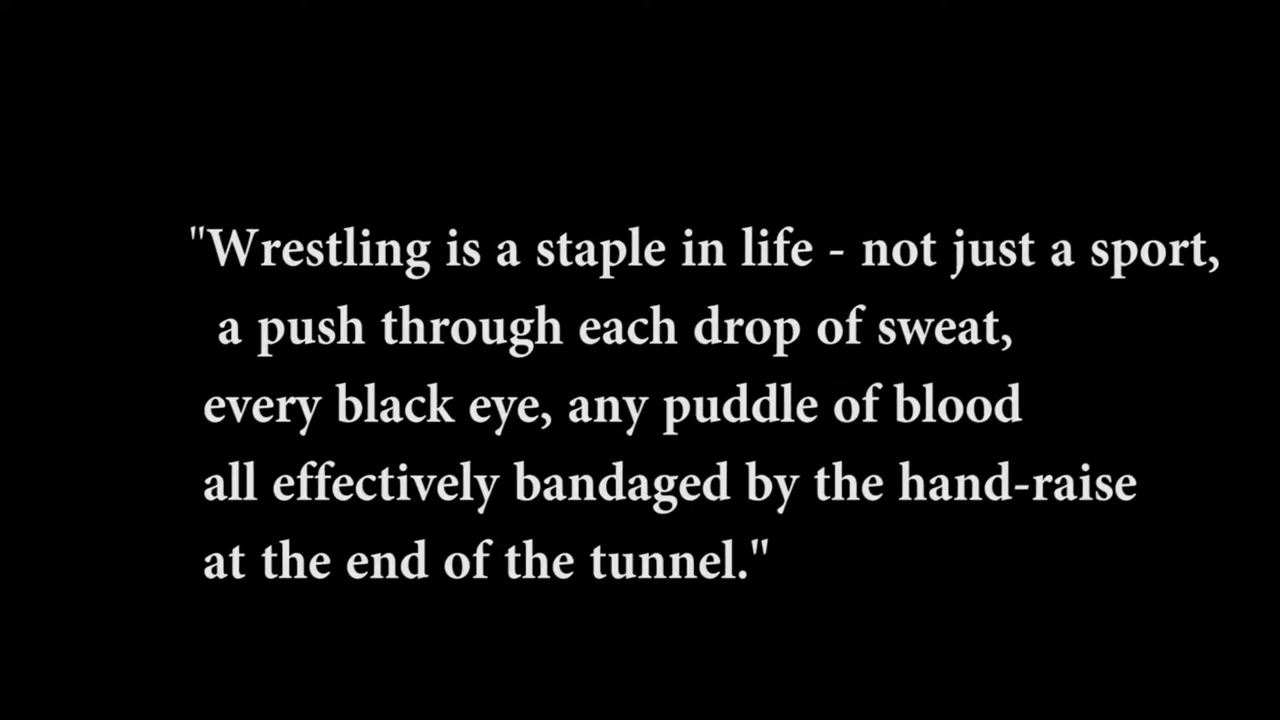 "Wrestling is a staple in life - not just a sport,
a push through each drop of sweat,
every black eye, any puddle of blood
all effectively bandaged by the hand-raise
at the end of the tunnel."